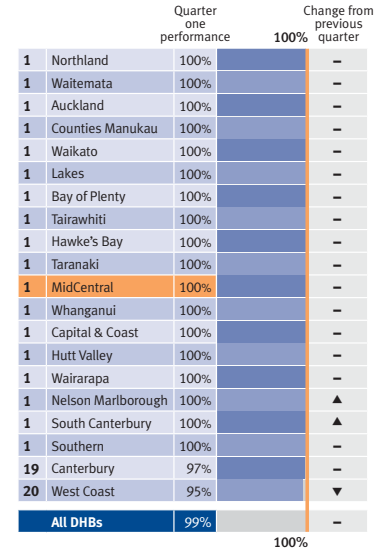 Quarter one performance 100% Change from previous quarter
1 Northland 100% –
1 Waitemata 100% –
1 Auckland 100% –
1 Counties Manukau 100% –
1 Waikato 100% –
1 Lakes 100% –
1 Bay of Plenty 100% –
1 Tairawhiti 100% –
1 Hawke's Bay 100% –
1 Taranaki 100% –
1 MidCentral 100% –
1 Whanganui 100% –
1 Capital & Coast 100% –
1 Hutt Valley 100% –
1 Wairarapa 100% –
1 Nelson Marlborough 100% ▲
1 South Canterbury 100% ▲
1 Southern 100% –
19 Canterbury 97% –
20 West Coast 95% ▼
All DHBs 99% –
100%